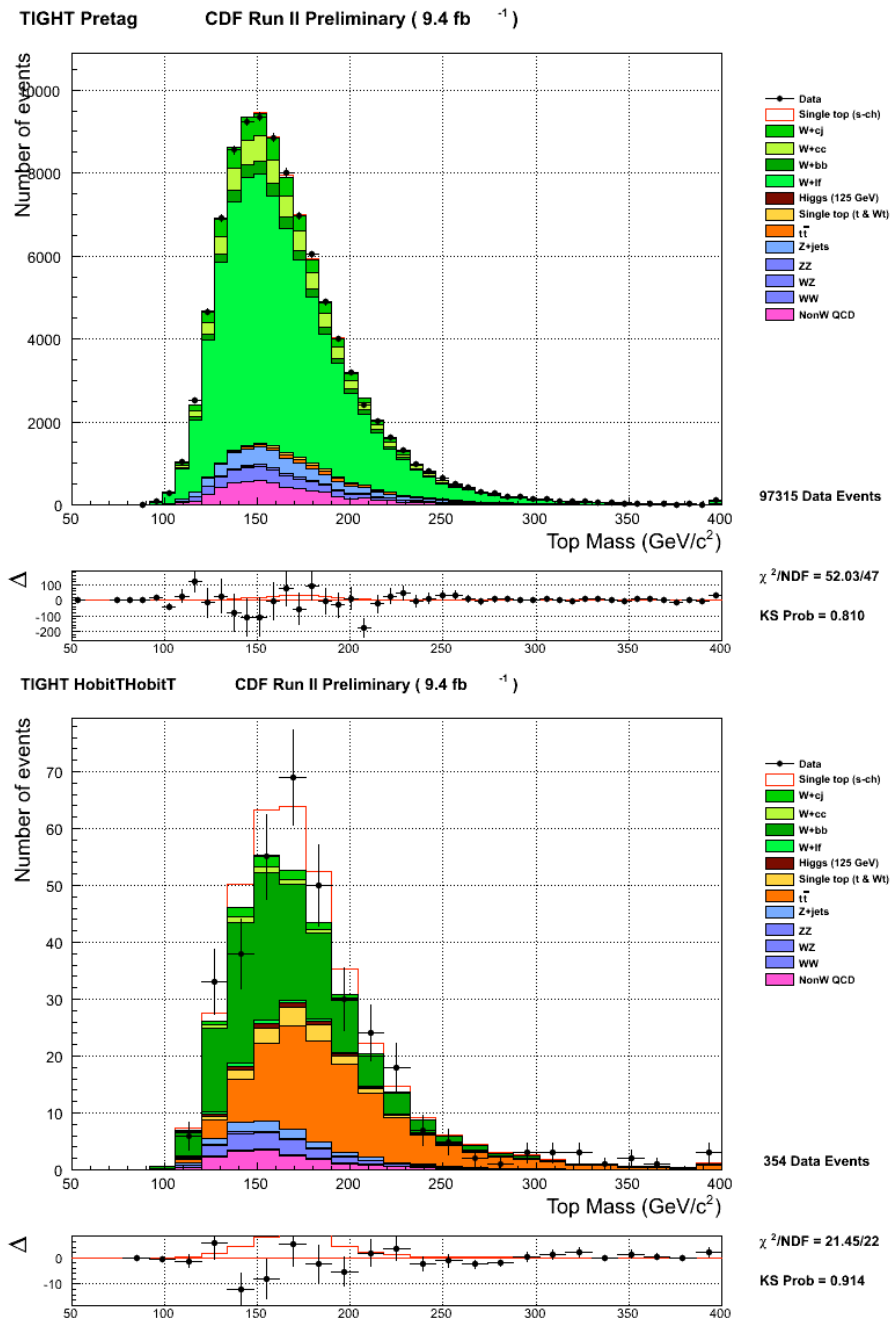 TIGHT Pretag CDF Run II Preliminary ( 9.4 fb -1 )
Number of events
10000
8000
6000
4000
2000
0
50 100 150 200 250 300 350 400
Top Mass (GeV/c2)
Data
Single top (s-ch)
W+cj
W+cc
W+bb
W+lf
Higgs (125 GeV)
Single top (t & Wt)
tt̄
Z+jets
ZZ
WZ
WW
NonW QCD
97315 Data Events
Δ
100
0
-100
-200
50 100 150 200 250 300 350 400
χ 2/NDF = 52.03/47
KS Prob = 0.810
TIGHT HobitTHobitT CDF Run II Preliminary ( 9.4 fb -1 )
Number of events
70
60
50
40
30
20
10
0
50 100 150 200 250 300 350 400
Top Mass (GeV/c2)
Data
Single top (s-ch)
W+cj
W+cc
W+bb
W+lf
Higgs (125 GeV)
Single top (t & Wt)
tt̄
Z+jets
ZZ
WZ
WW
NonW QCD
354 Data Events
Δ
0
-10
50 100 150 200 250 300 350 400
χ 2/NDF = 21.45/22
KS Prob = 0.914